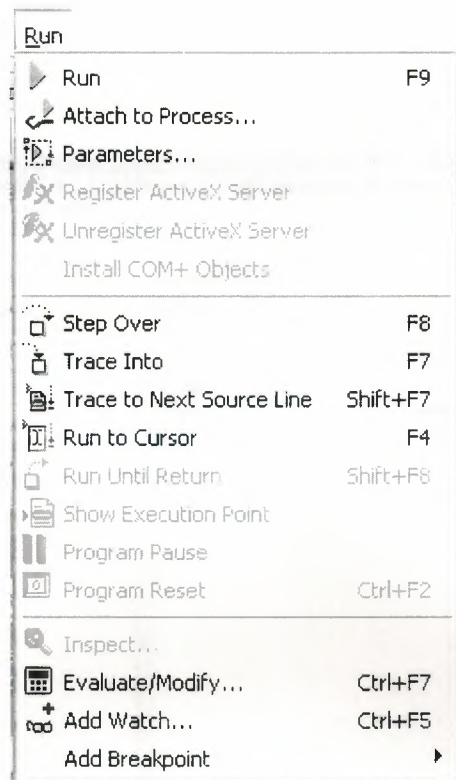 Run
Run F9
Attach to Process...
Parameters...
Register ActiveX Server
Unregister ActiveX Server
Install COM+ Objects
Step Over F8
Trace Into F7
Trace to Next Source Line Shift+F7
Run to Cursor F4
Run Until Return Shift+F8
Show Execution Point
Program Pause
Program Reset Ctrl+F2
Inspect...
Evaluate/Modify... Ctrl+F7
Add Watch... Ctrl+F5
Add Breakpoint